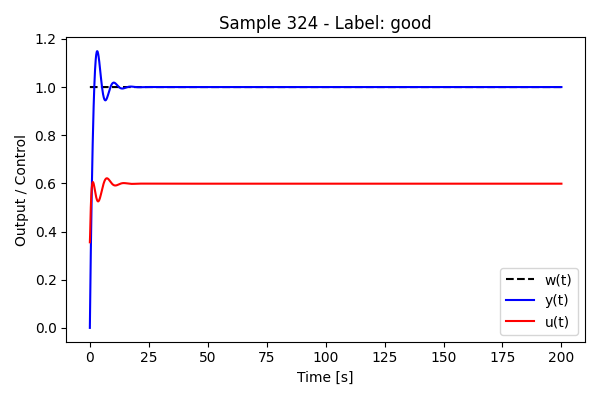 Sample 324 - Label: good
Output / Control
1.2
1.0
0.8
0.6
0.4
0.2
0.0
w(t)
y(t)
u(t)
0 25 50 75 100 125 150 175 200
Time [s]